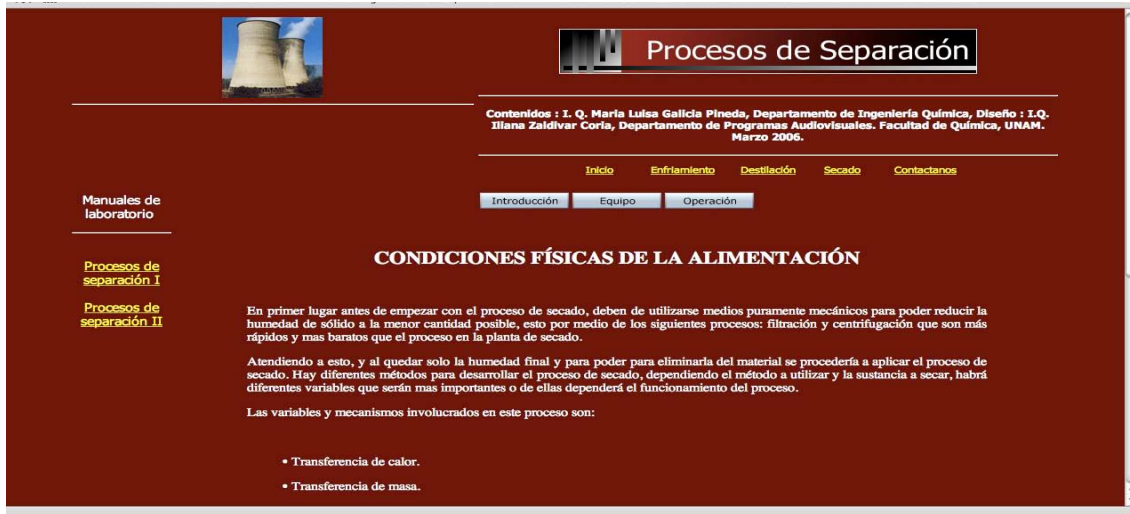 Procesos de Separación
Contenidos : I. Q. Maria Luisa Galicia Pineda, Departamento de Ingeniería Química, Diseño : I.Q.
Iliana Zaldivar Coria, Departamento de Programas Audiovisuales. Facultad de Química, UNAM.
Marzo 2006.
Inicio Enfriamiento Destilación Secado Contactanos
Introducción Equipo Operación
Manuales de
laboratorio
Procesos de
separación I
Procesos de
separación II
CONDICIONES FÍSICAS DE LA ALIMENTACIÓN
En primer lugar antes de empezar con el proceso de secado, deben de utilizarse medios puramente mecánicos para poder reducir la
humedad de sólido a la menor cantidad posible, esto por medio de los siguientes procesos: filtración y centrifugación que son más
rápidos y mas baratos que el proceso en la planta de secado.
Atendiendo a esto, y al quedar solo la humedad final y para poder para eliminarla del material se procedería a aplicar el proceso de
secado. Hay diferentes métodos para desarrollar el proceso de secado, dependiendo el método a utilizar y la sustancia a secar, habrá
diferentes variables que serán mas importantes o de ellas dependerá el funcionamiento del proceso.
Las variables y mecanismos involucrados en este proceso son:
• Transferencia de calor.
• Transferencia de masa.